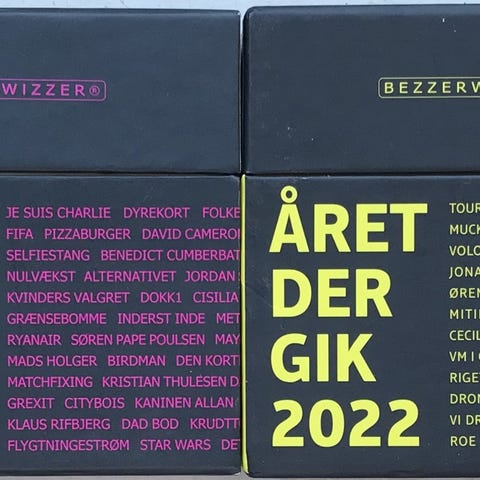 WIZZER®
JE SUIS CHARLIE DYREKORT FOLKE
FIFA PIZZABURGER DAVID CAMERO
SELFIESTANG BENEDICT CUMBERBAT
NULVÆKST ALTERNATIVET JORDAN
KVINDERS VALGRET DOKK1 CISILIA
GRÆNSEBOMME INDERST INDE MET
RYANAIR SØREN PAPE POULSEN MAY
MADS HOLGER BIRDMAN DEN KORT
MATCHFIXING KRISTIAN THULESEN D
GREXIT CITYBOIS KANINEN ALLAN
KLAUS RIFBJERG DAD BOD KRUDTT
FLYGTNINGESTRØM STAR WARS DET
BEZZERW
ÅRET
DER
GIK
2022
TOUR
MUCK
VOLO
JONA
ØREN
MITI
CECIL
VM I
RIGET
DRON
VI DR
ROE